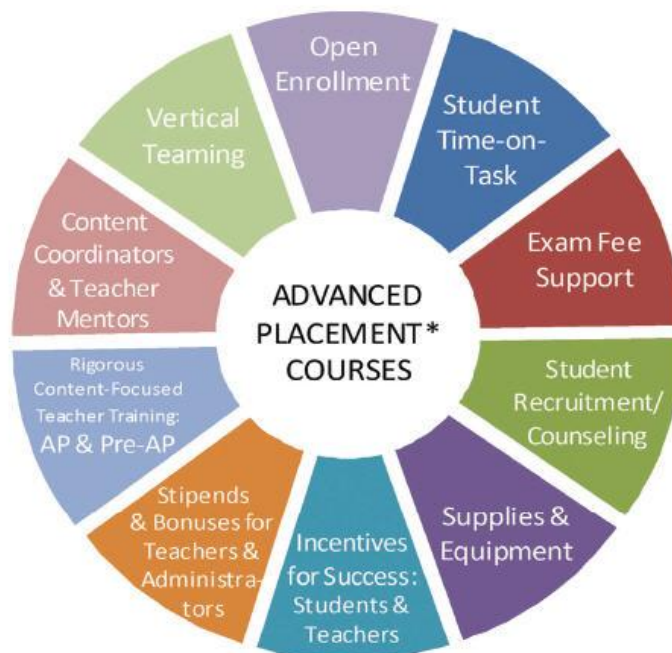 Open
Enrollment
Student
Time-on-
Task
Exam Fee
Support
Student
Recruitment/
Counseling
Supplies &
Equipment
Incentives
for Success:
Students &
Teachers
Stipends
& Bonuses for
Teachers &
Administra-
tors
Rigorous
Content-Focused
Teacher Training:
AP & Pre-AP
Content
Coordinators
& Teacher
Mentors
Vertical
Teaming
ADVANCED
PLACEMENT*
COURSES